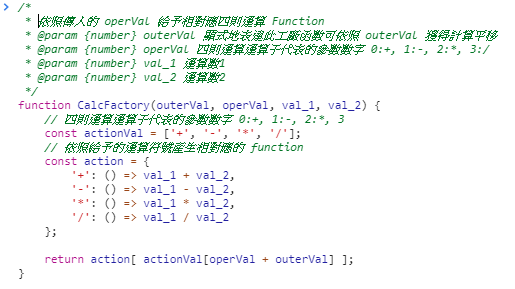 /*
 * 依照傳入的 operVal 給予相對應四則運算 Function
 * @param {number} outerVal 顯式地表達此工廠函數可依照 outerVal 獲得計算平移
 * @param {number} operVal 四則運算運算子代表的參數數字 0:+, 1:-, 2:*, 3:/
 * @param {number} val_1 運算數1
 * @param {number} val_2 運算數2
 */
function CalcFactory(outerVal, operVal, val_1, val_2) {
    // 四則運算運算子代表的參數數字 0:+, 1:-, 2:*, 3
    const actionVal = ['+', '-', '*', '/'];
    // 依照給予的運算符號產生相對應的 function
    const action = {
        '+': () => val_1 + val_2,
        '-': () => val_1 - val_2,
        '*': () => val_1 * val_2,
        '/': () => val_1 / val_2
    };

    return action[ actionVal[operVal + outerVal] ];
}